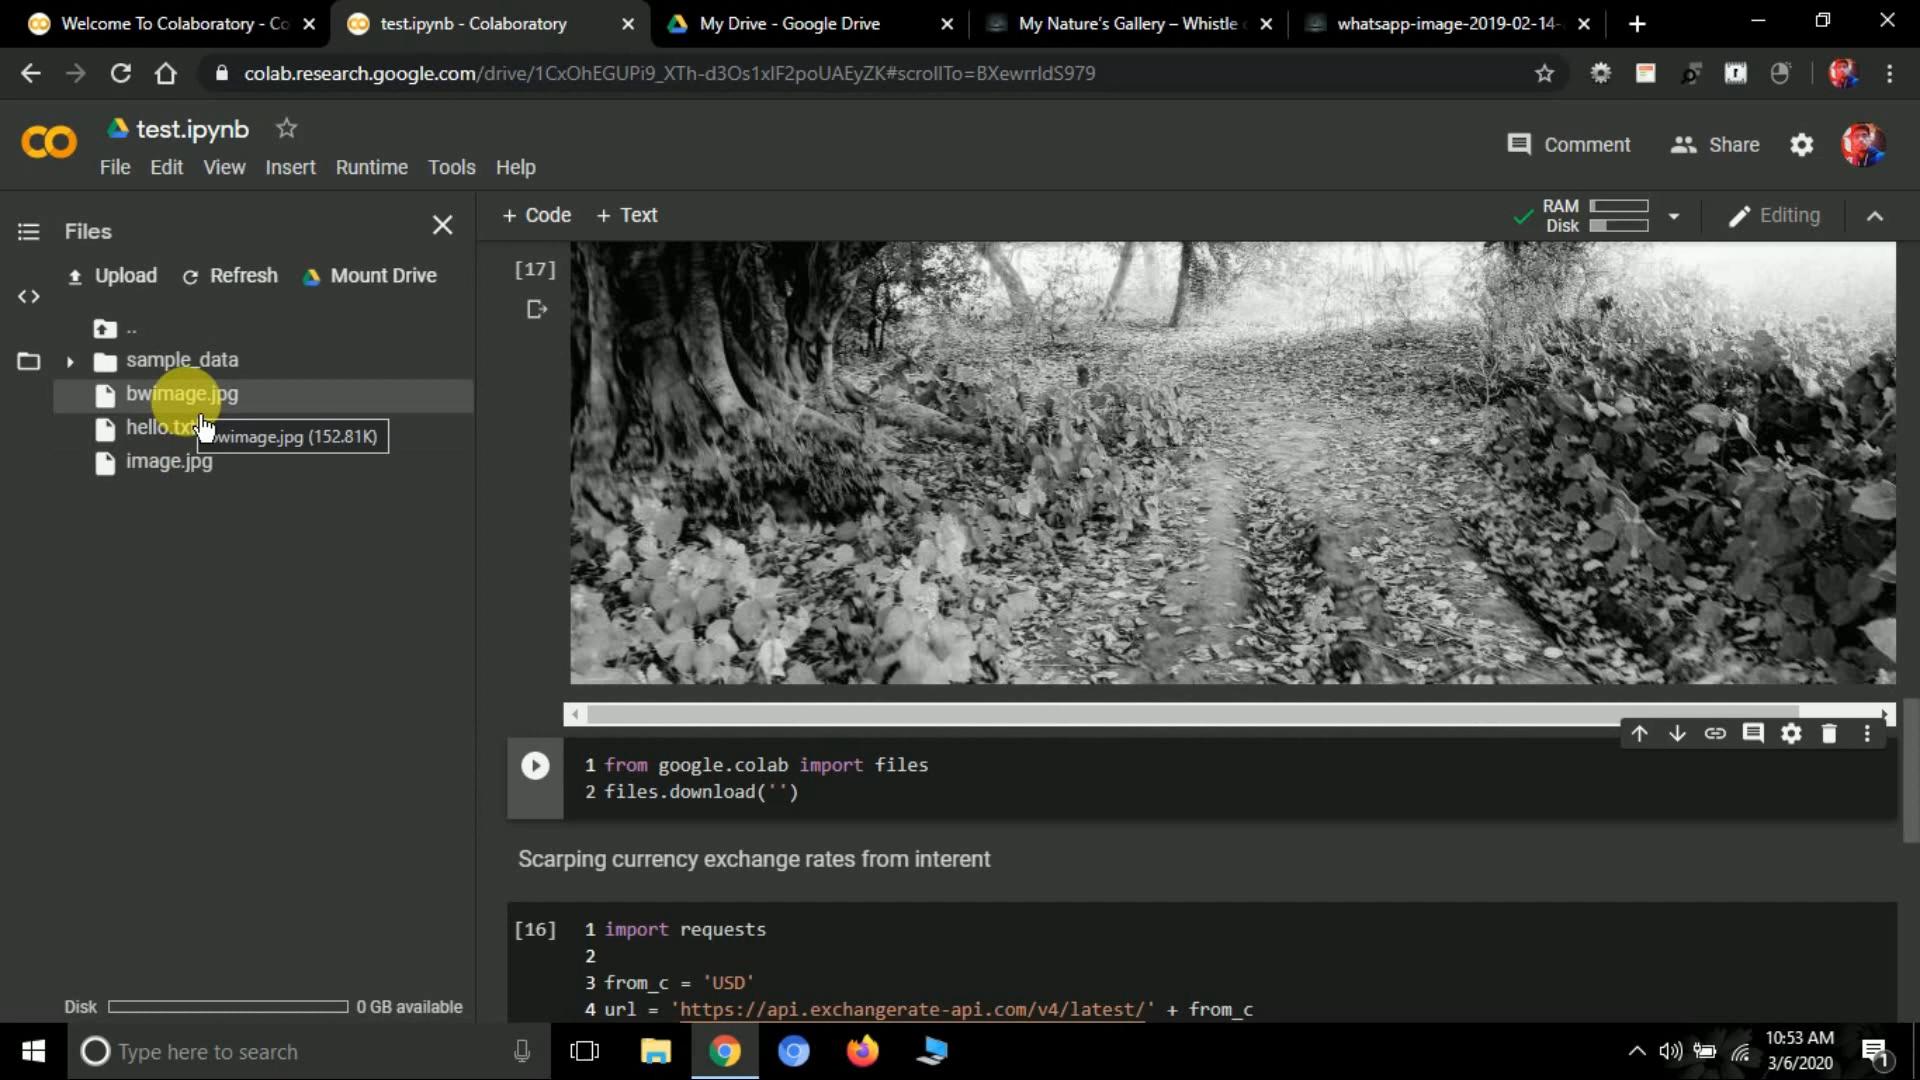 Welcome To Colaboratory - Co
test.ipynb - Colaboratory
My Drive - Google Drive
My Nature's Gallery – Whistle
whatsapp-image-2019-02-14-
colab.research.google.com/drive/1CxOhEGUPi9_XTh-d3Os1xIF2poUAEyZK#scrollTo=BXewrrIdS979
test.ipynb
Comment
Share
File Edit View Insert Runtime Tools Help
Files
+ Code + Text
RAM
Disk
Editing
Upload Refresh Mount Drive
..
sample_data
bwimage.jpg
hello.txt
bwimage.jpg (152.81K)
image.jpg
[17]
1 from google.colab import files
2 files.download('')
Scarping currency exchange rates from interent
[16]
1 import requests
2
3 from_c = 'USD'
4 url = 'https://api.exchangerate-api.com/v4/latest/' + from_c
Disk 0 GB available
Type here to search
10:53 AM
3/6/2020
1